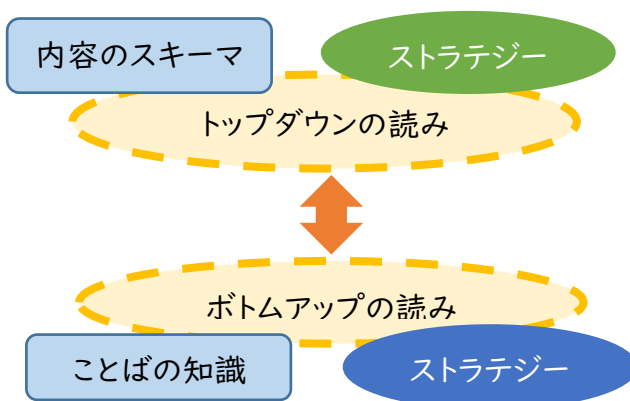 内容のスキーマ
ストラテジー
トップダウンの読み
ボトムアップの読み
ことばの知識
ストラテジー